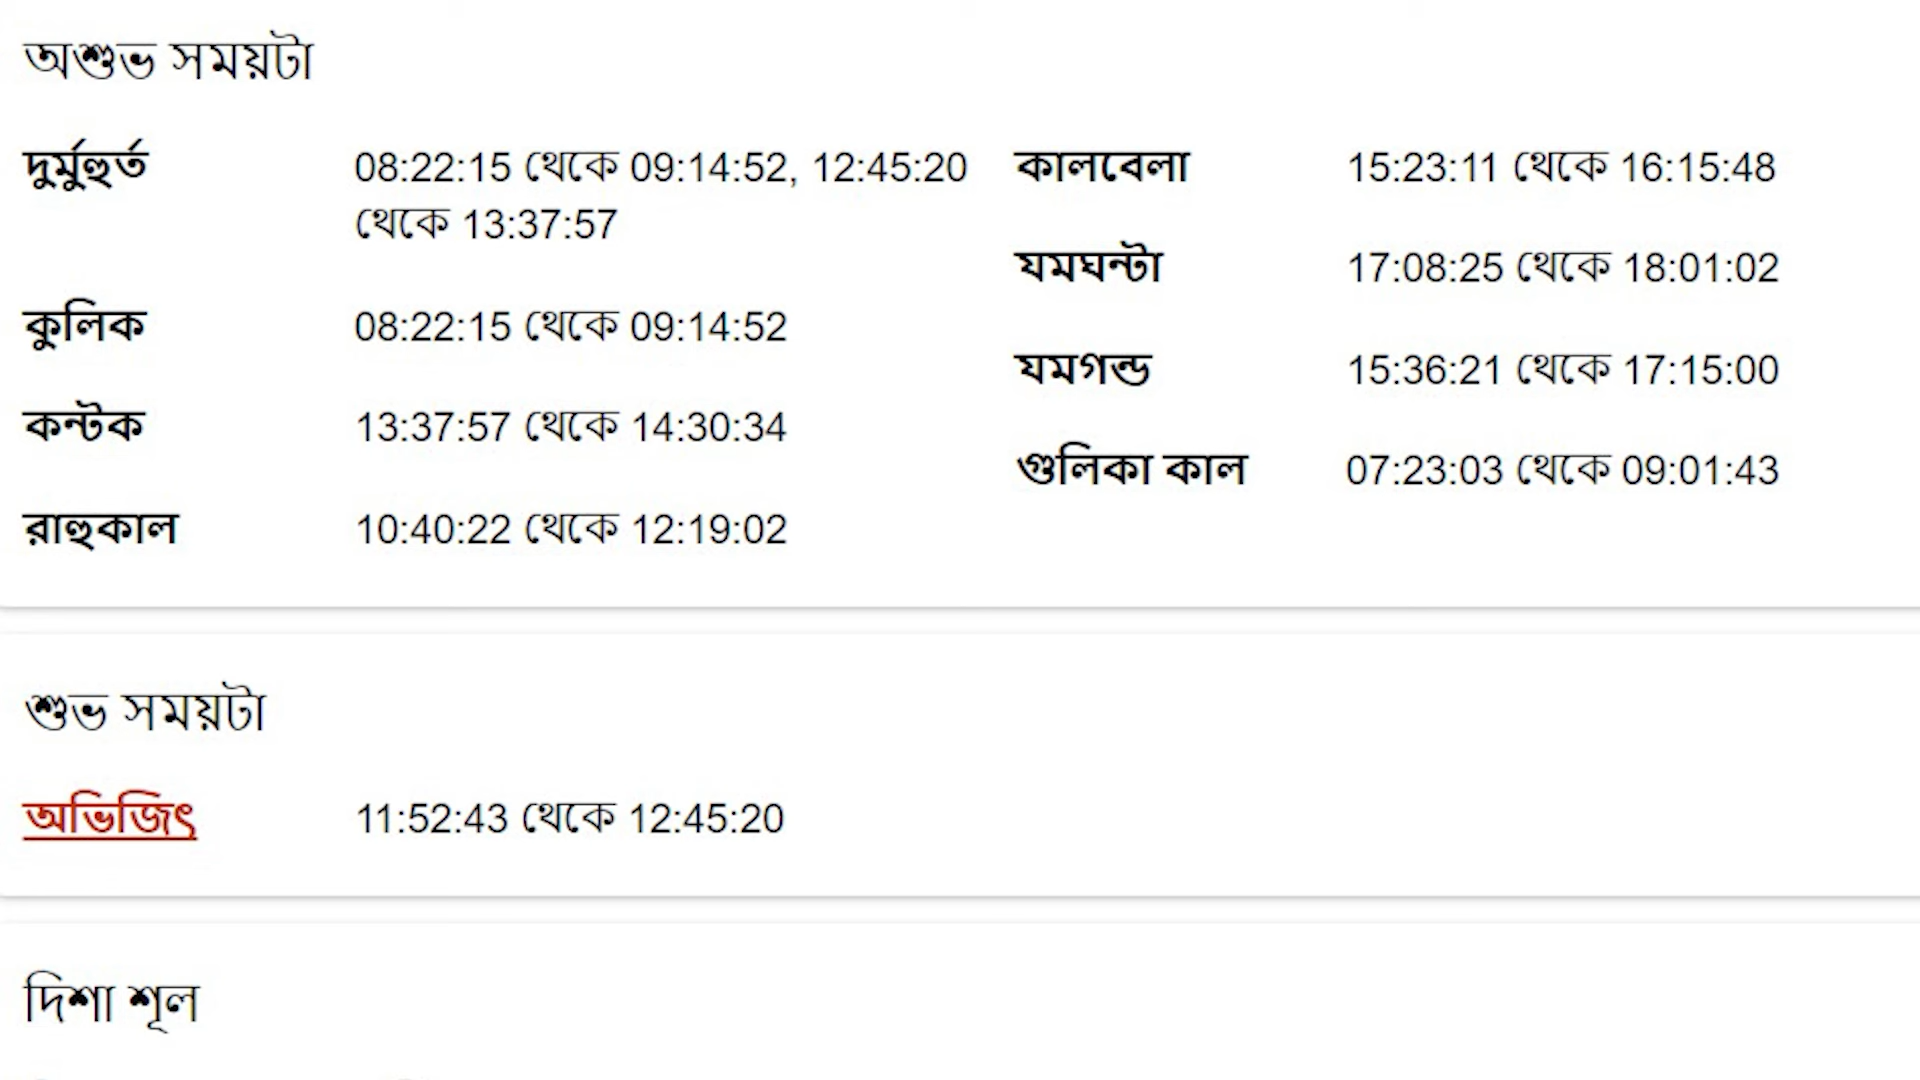 অশুভ সময়টা
দুর্মুহুর্ত 08:22:15 থেকে 09:14:52, 12:45:20
থেকে 13:37:57
কুলিক 08:22:15 থেকে 09:14:52
কন্টক 13:37:57 থেকে 14:30:34
রাহুকাল 10:40:22 থেকে 12:19:02
কালবেলা 15:23:11 থেকে 16:15:48
যমঘন্টা 17:08:25 থেকে 18:01:02
যমগন্ড 15:36:21 থেকে 17:15:00
গুলিকা কাল 07:23:03 থেকে 09:01:43
শুভ সময়টা
অভিজিৎ 11:52:43 থেকে 12:45:20
দিশা শূল